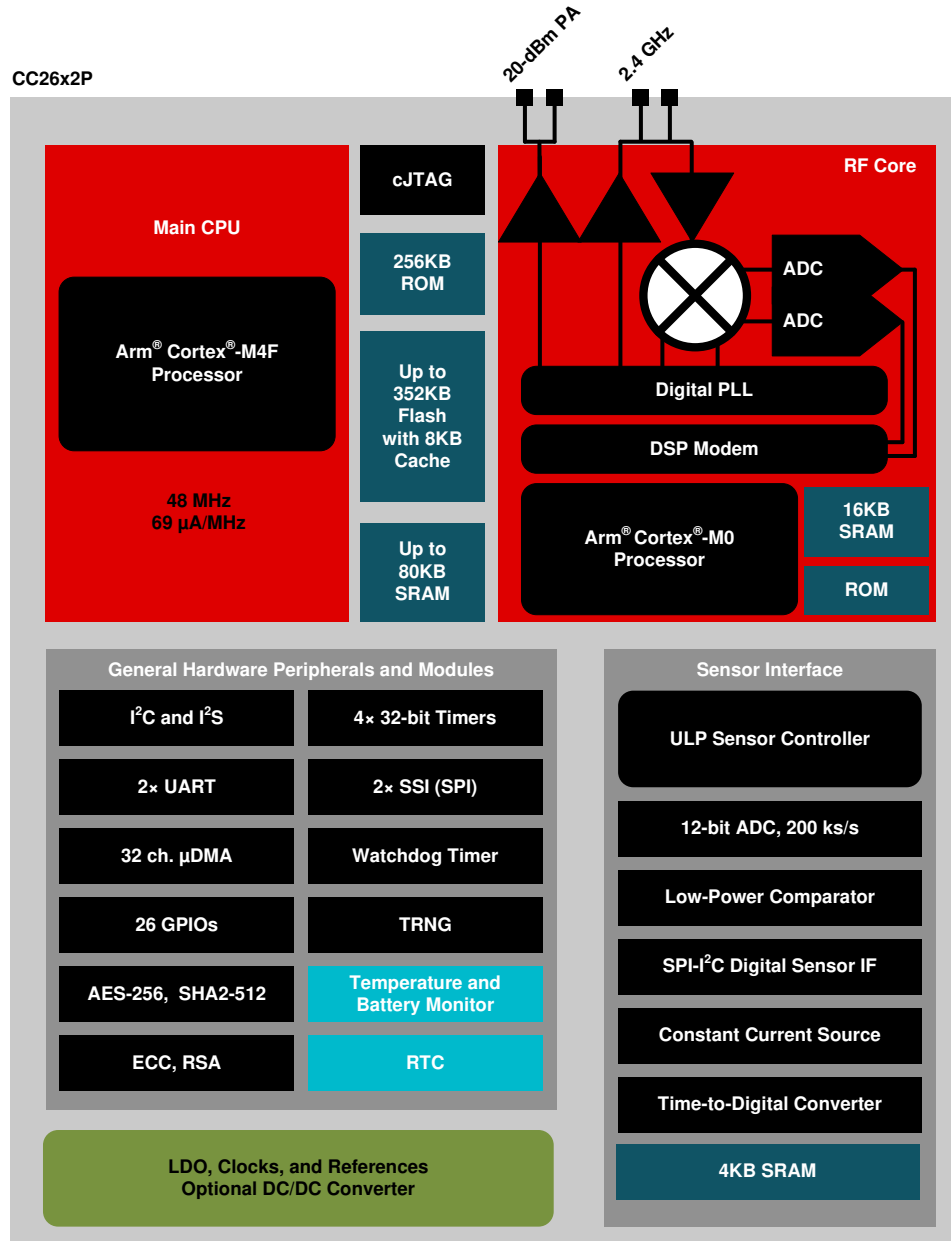 20-dBm PA
2.4 GHz
CC26x2P
Main CPU
Arm® Cortex®-M4F
Processor
48 MHz
69 µA/MHz
cJTAG
256KB
ROM
Up to
352KB
Flash
with 8KB
Cache
Up to
80KB
SRAM
RF Core
ADC
ADC
Digital PLL
DSP Modem
Arm® Cortex®-M0
Processor
16KB
SRAM
ROM
General Hardware Peripherals and Modules
I²C and I²S
4× 32-bit Timers
2× UART
2× SSI (SPI)
32 ch. µDMA
Watchdog Timer
26 GPIOs
TRNG
AES-256, SHA2-512
Temperature and
Battery Monitor
ECC, RSA
RTC
LDO, Clocks, and References
Optional DC/DC Converter
Sensor Interface
ULP Sensor Controller
12-bit ADC, 200 ks/s
Low-Power Comparator
SPI-I²C Digital Sensor IF
Constant Current Source
Time-to-Digital Converter
4KB SRAM